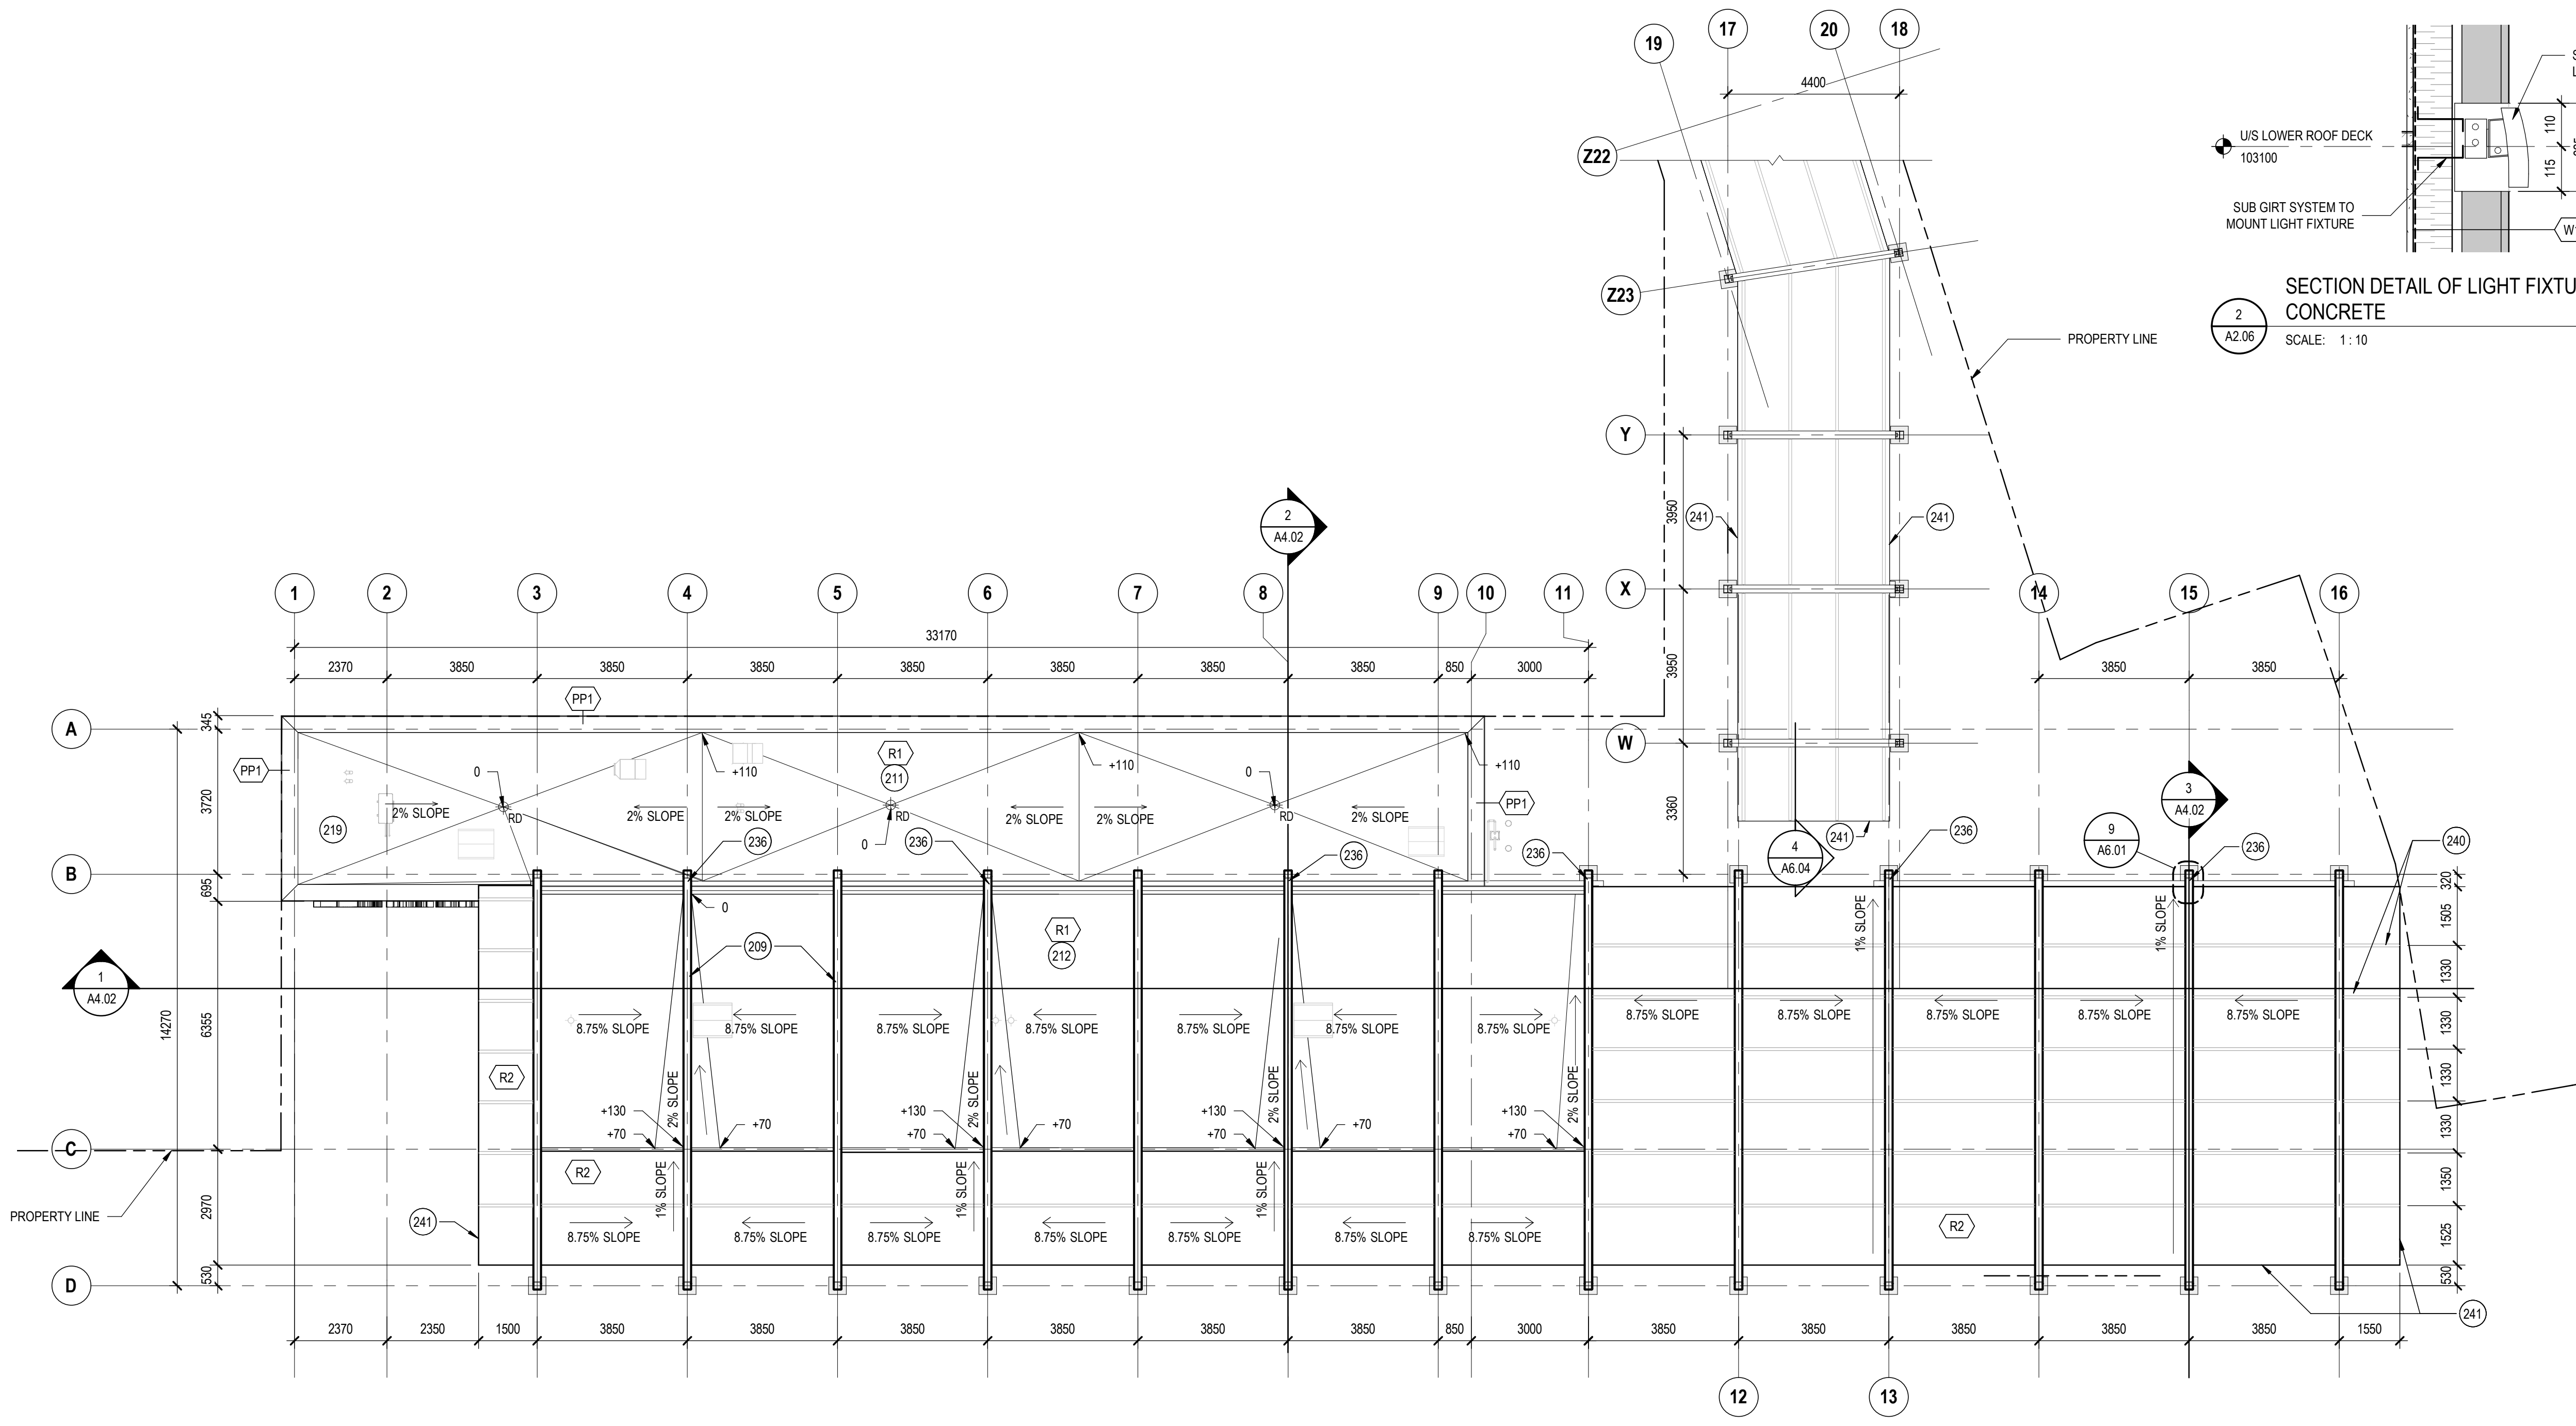 19
17
20
18
4400
Z22
Z23
U/S LOWER ROOF DECK
103100
110
115
SUB GIRT SYSTEM TO
MOUNT LIGHT FIXTURE
SECTION DETAIL OF LIGHT FIXTU
CONCRETE
2
A2.06
SCALE: 1 : 10
PROPERTY LINE
Y
3950
241
241
2
A4.02
X
1
2
3
4
5
6
7
8
9
10
11
14
15
16
33170
2370
3850
3850
3850
3850
3850
3850
3850
850
3000
3950
3850
3850
A
345
PP1
W
R1
211
PP1
0
+110
+110
0
+110
3720
2% SLOPE
RD
2% SLOPE
2% SLOPE
RD
2% SLOPE
2% SLOPE
RD
2% SLOPE
PP1
3360
3
A4.02
219
236
0
236
236
236
241
4
A6.04
236
9
A6.01
236
240
B
695
320
0
209
R1
212
1% SLOPE
1% SLOPE
1505
1330
1
A4.02
14270
6355
8.75% SLOPE
8.75% SLOPE
8.75% SLOPE
8.75% SLOPE
8.75% SLOPE
8.75% SLOPE
8.75% SLOPE
8.75% SLOPE
8.75% SLOPE
8.75% SLOPE
8.75% SLOPE
8.75% SLOPE
1330
R2
2% SLOPE
2% SLOPE
2% SLOPE
2% SLOPE
1330
+130
+70
+70
+130
+70
+70
+130
+70
+70
+130
+70
1330
C
R2
1350
PROPERTY LINE
2970
241
1% SLOPE
1% SLOPE
1% SLOPE
8.75% SLOPE
8.75% SLOPE
8.75% SLOPE
8.75% SLOPE
8.75% SLOPE
8.75% SLOPE
8.75% SLOPE
R2
1525
D
530
530
241
2370
2350
1500
3850
3850
3850
3850
3850
3850
850
3000
3850
3850
3850
3850
3850
1550
12
13